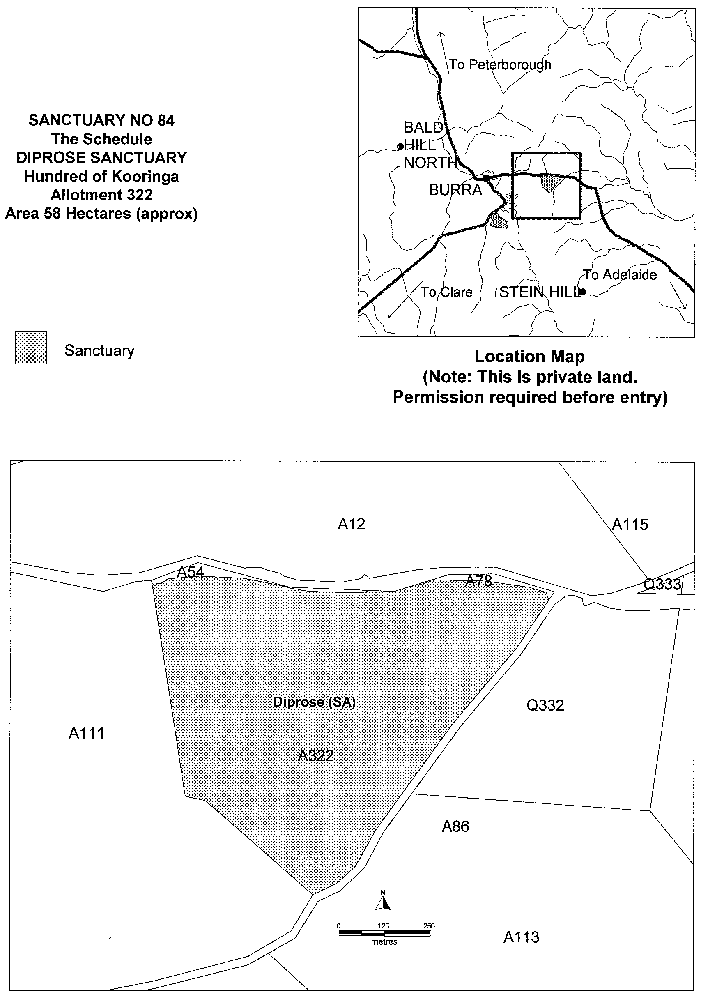 SANCTUARY NO 84
The Schedule
DIPROSE SANCTUARY
Hundred of Kooringa
Allotment 322
Area 58 Hectares (approx)
Sanctuary
To Peterborough
BALD
HILL
NORTH
BURRA
To Adelaide
To Clare
STEIN HILL
Location Map
(Note: This is private land.
Permission required before entry)
A12
A115
A54
A78
Q333
Diprose (SA)
Q332
A111
A322
A86
N
0 125 250
metres
A113